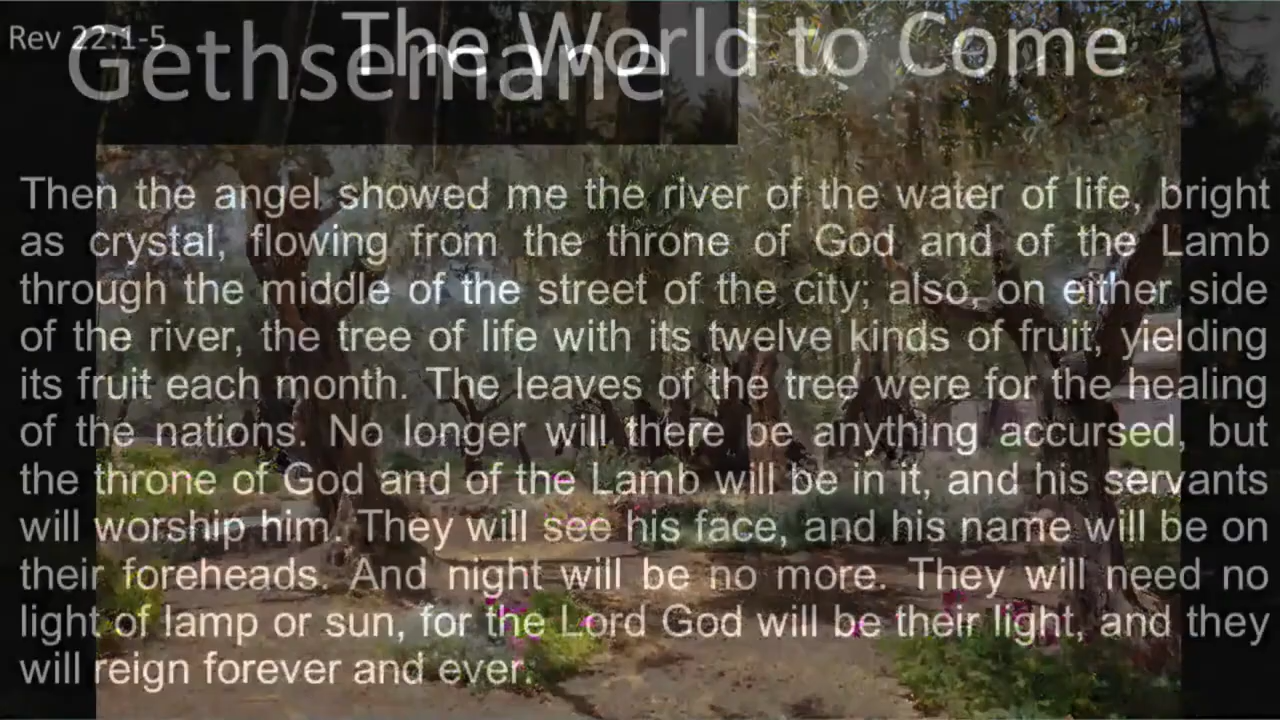 Rev 22:1-5
The World to Come
Gethsemane
Then the angel showed me the river of the water of life, bright
as crystal, flowing from the throne of God and of the Lamb
through the middle of the street of the city; also, on either side
of the river, the tree of life with its twelve kinds of fruit, yielding
its fruit each month. The leaves of the tree were for the healing
of the nations. No longer will there be anything accursed, but
the throne of God and of the Lamb will be in it, and his servants
will worship him. They will see his face, and his name will be on
their foreheads. And night will be no more. They will need no
light of lamp or sun, for the Lord God will be their light, and they
will reign forever and ever.